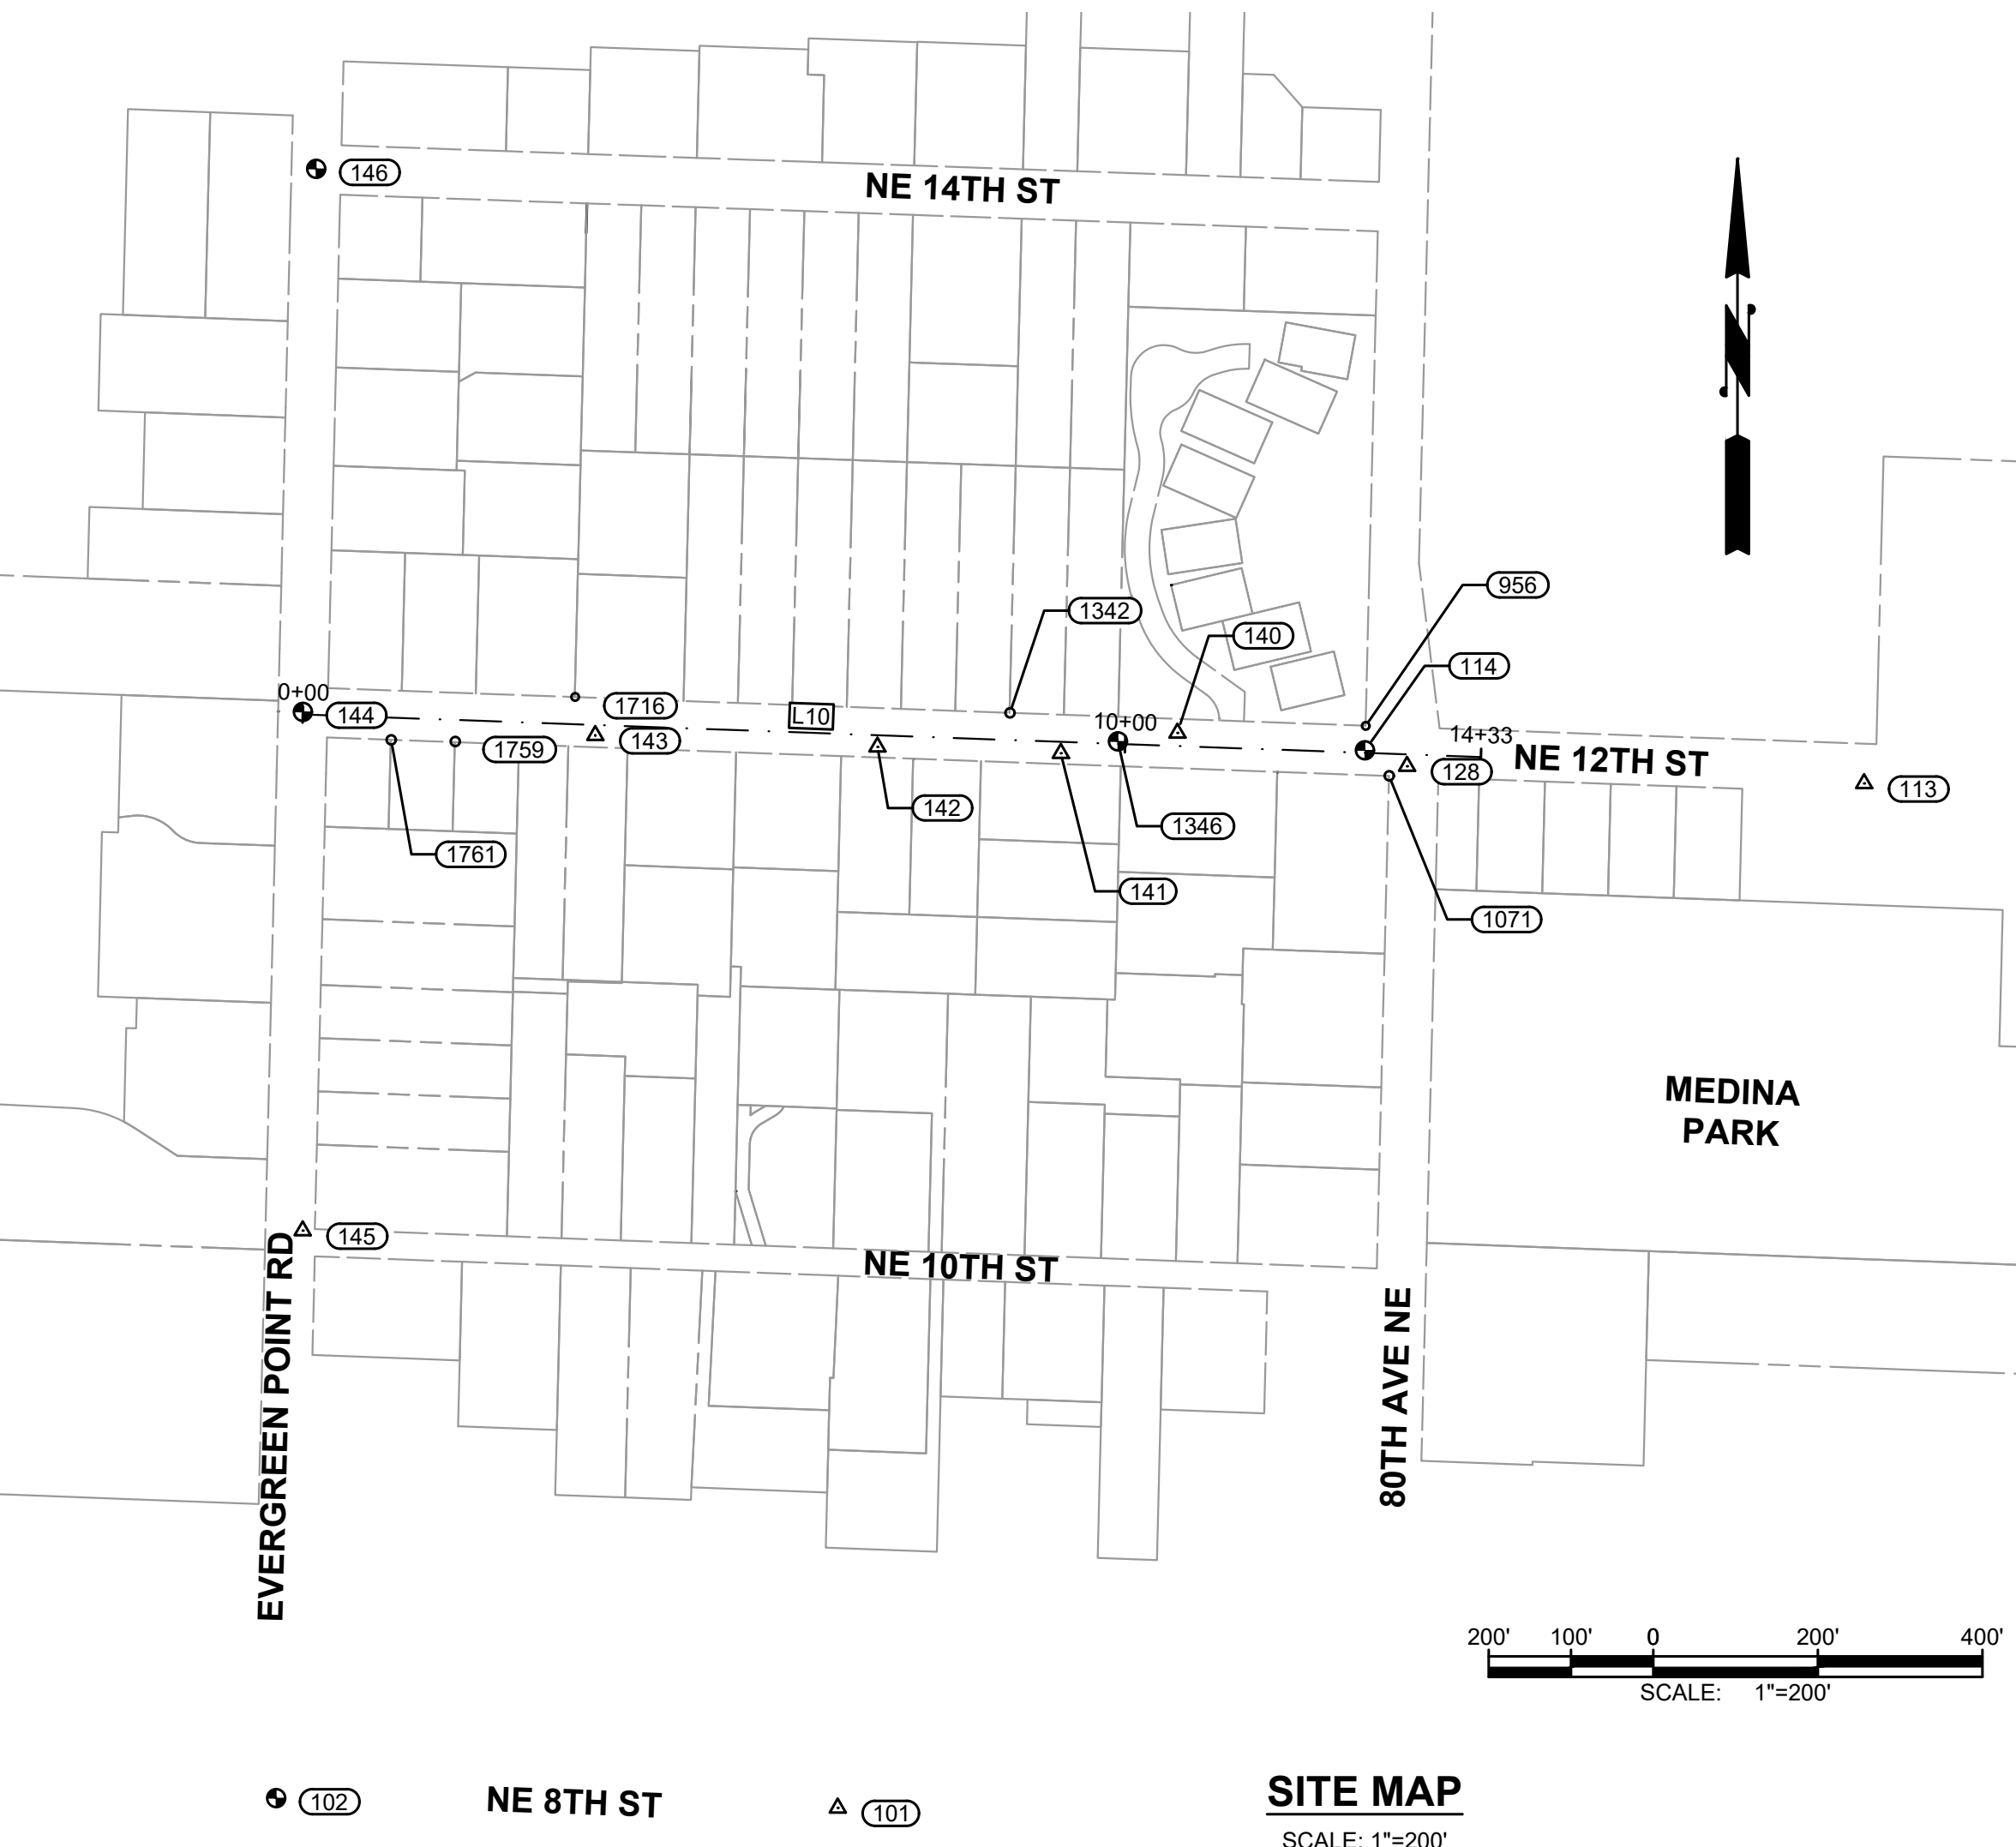 146
NE 14TH ST
956
1342
140
114
0+00
144
1716
L10
10+00
14+33
NE 12TH ST
143
1759
128
113
142
1346
1761
141
1071
MEDINA
PARK
145
EVERGREEN POINT RD
NE 10TH ST
80TH AVE NE
200' 100' 0 200' 400'
SCALE: 1"=200'
102
NE 8TH ST
101
SITE MAP
SCALE: 1"=200'